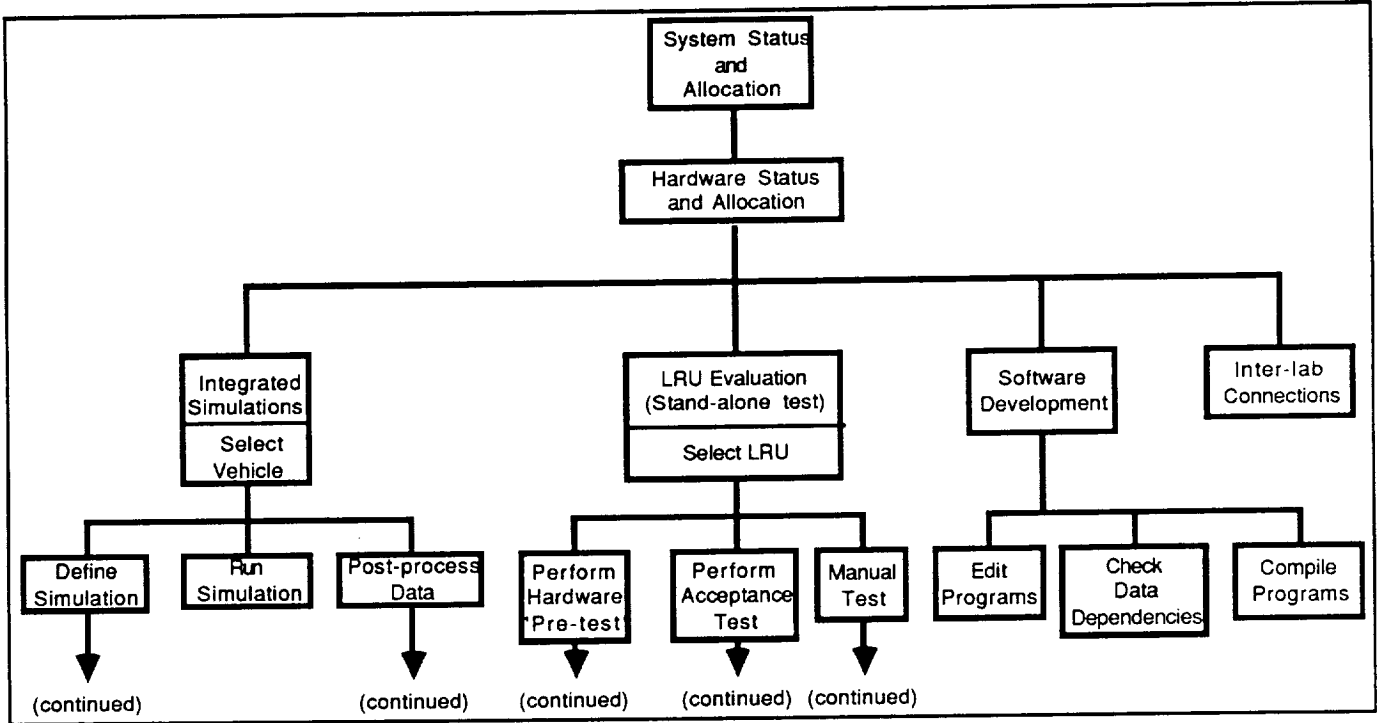 System Status
and
Allocation
Hardware Status
and Allocation
Integrated
Simulations
Select
Vehicle
LRU Evaluation
(Stand-alone test)
Select LRU
Software
Development
Inter-lab
Connections
Define
Simulation
Run
Simulation
Post-process
Data
Perform
Hardware
"Pre-test"
Perform
Acceptance
Test
Manual
Test
Edit
Programs
Check
Data
Dependencies
Compile
Programs
(continued)
(continued)
(continued)
(continued)
(continued)